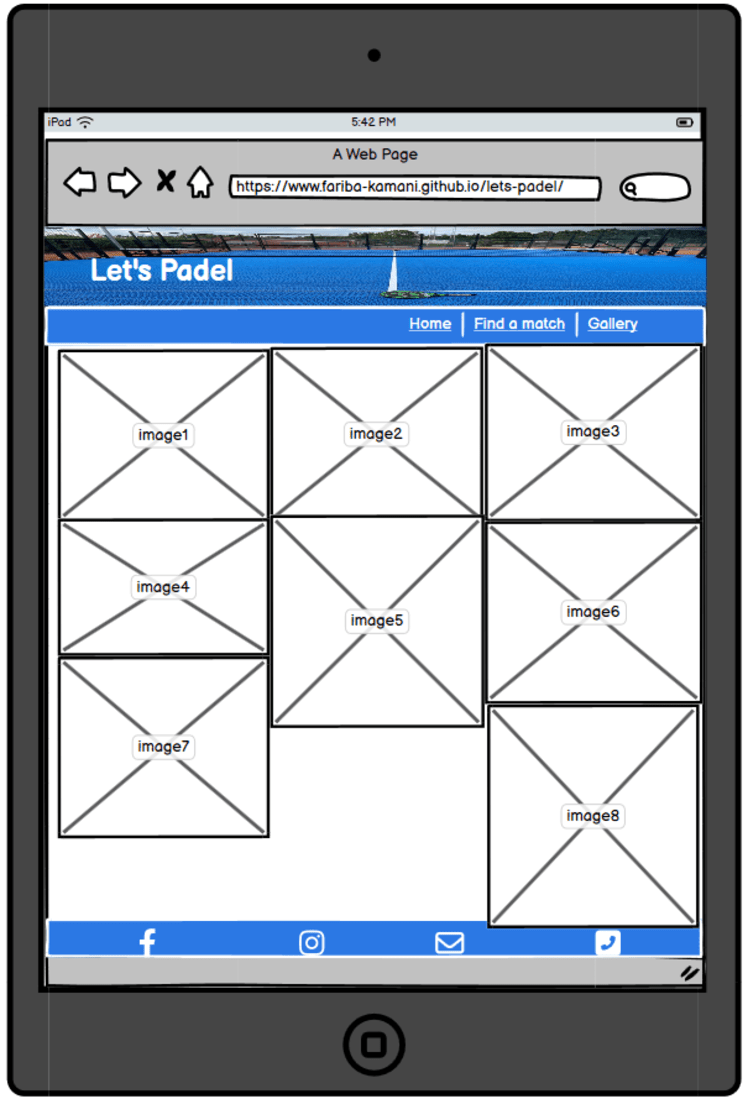 iPad 5:42 PM
A Web Page
https://www.fariba-kamani.github.io/lets-padel/
Let's Padel
Home Find a match Gallery
image1 image2 image3
image4 image5 image6
image7 image8